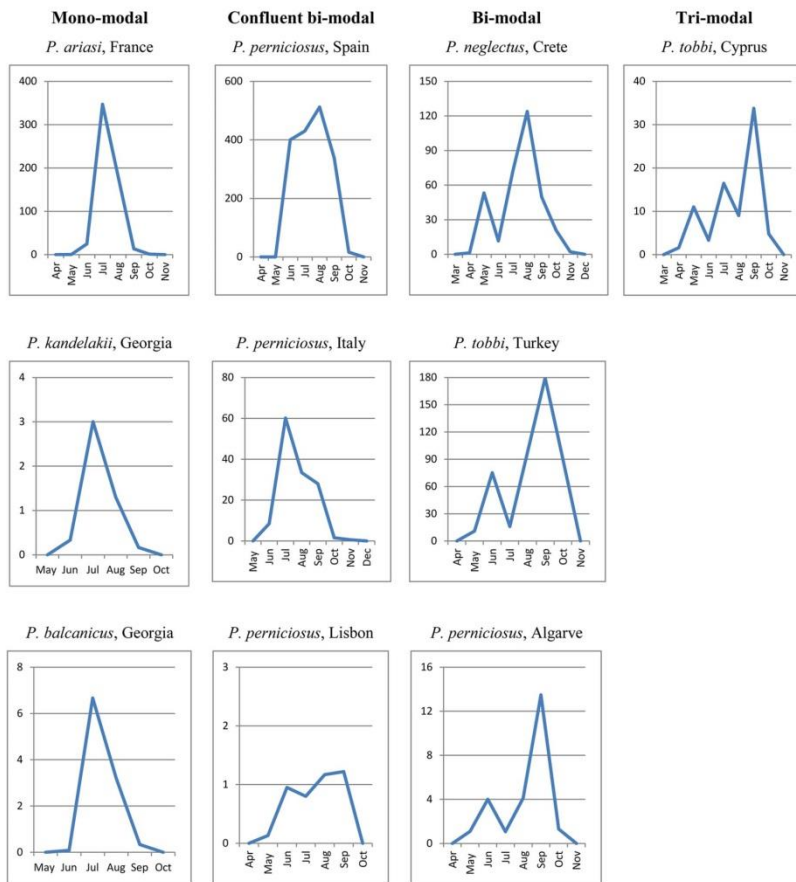 Mono-modal
Confluent bi-modal
Bi-modal
Tri-modal
P. ariasi, France
P. perniciosus, Spain
P. neglectus, Crete
P. tobbi, Cyprus
400
300
200
100
0
Apr May Jun Jul Aug Sep Oct Nov
600
400
200
0
Apr May Jun Jul Aug Sep Oct Nov
150
120
90
60
30
0
Mar Apr May Jun Jul Aug Sep Oct Nov Dec
40
30
20
10
0
Mar Apr May Jun Jul Aug Sep Oct Nov
P. kandelakii, Georgia
P. perniciosus, Italy
P. tobbi, Turkey
4
3
2
1
0
May Jun Jul Aug Sep Oct
80
60
40
20
0
May Jun Jul Aug Sep Oct Nov Dec
180
150
120
90
60
30
0
Apr May Jun Jul Aug Sep Oct Nov
P. balcanicus, Georgia
P. perniciosus, Lisbon
P. perniciosus, Algarve
8
6
4
2
0
May Jun Jul Aug Sep Oct
3
2
1
0
Apr May Jun Jul Aug Sep Oct
16
12
8
4
0
Apr May Jun Jul Aug Sep Oct Nov